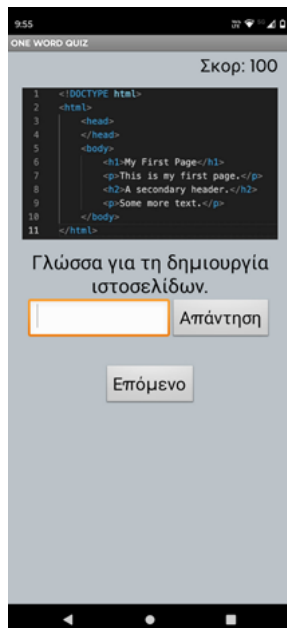 9:55
ONE WORD QUIZ
Σκορ: 100
1 <!DOCTYPE html>
2 <html>
3 <head>
4 </head>
5 <body>
6 <h1>My First Page</h1>
7 <p>This is my first page.</p>
8 <h2>A secondary header.</h2>
9 <p>Some more text.</p>
10 </body>
11 </html>
Γλώσσα για τη δημιουργία
ιστοσελίδων.
Απάντηση
Επόμενο